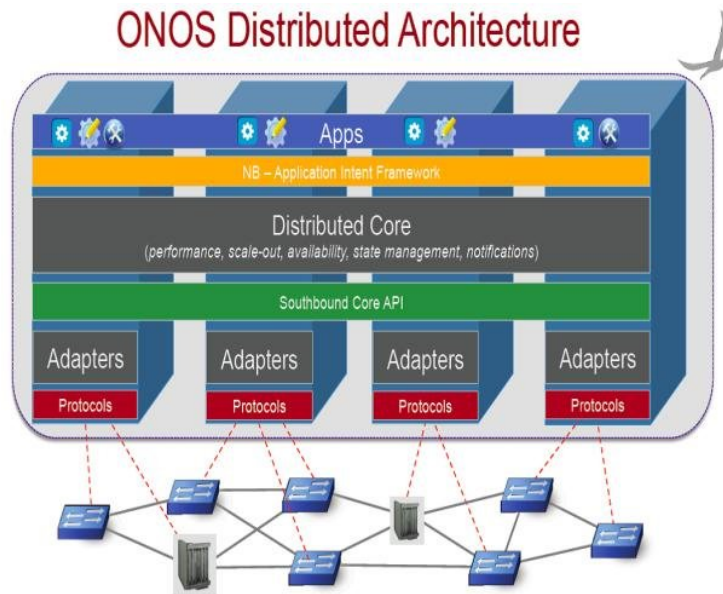 ONOS Distributed Architecture
Apps
NB – Application Intent Framework
Distributed Core
(performance, scale-out, availability, state management, notifications)
Southbound Core API
Adapters
Adapters
Adapters
Adapters
Protocols
Protocols
Protocols
Protocols